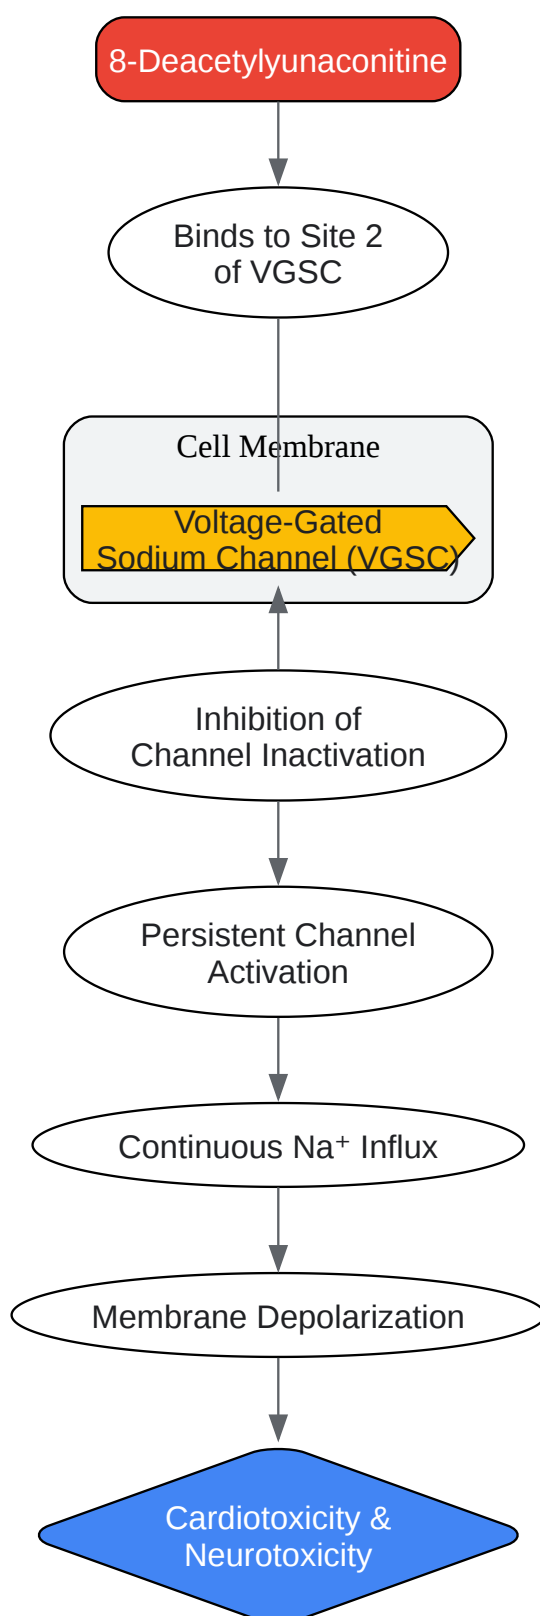 8-Deacetylyunaconitine
Binds to Site 2
of VGSC
Cell Membrane
Voltage-Gated
Sodium Channel (VGSC)
Inhibition of
Channel Inactivation
Persistent Channel
Activation
Continuous Na⁺ Influx
Membrane Depolarization
Cardiotoxicity &
Neurotoxicity